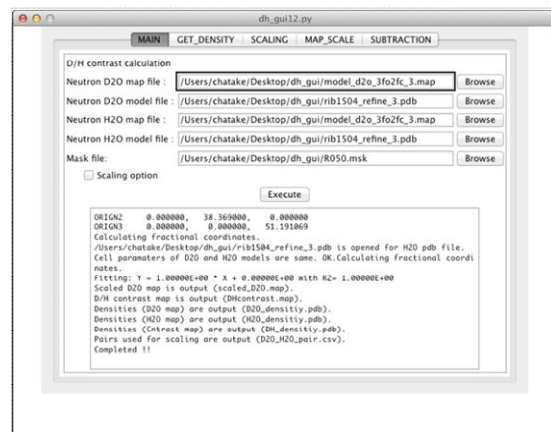 dh_gui12.py
MAIN GET_DENSITY SCALING MAP_SCALE SUBTRACTION
D/H contrast calculation
Neutron D2O map file : /Users/chatake/Desktop/dh_gui/model_d2o_3fo2fc_3.map Browse
Neutron D2O model file : /Users/chatake/Desktop/dh_gui/rib1504_refine_3.pdb Browse
Neutron H2O map file : /Users/chatake/Desktop/dh_gui/model_d2o_3fo2fc_3.map Browse
Neutron H2O model file : /Users/chatake/Desktop/dh_gui/rib1504_refine_3.pdb Browse
Mask file: /Users/chatake/Desktop/dh_gui/R050.msk Browse
Scaling option
Execute
ORIGN2 0.000000, 38.369000, 0.000000
ORIGN3 0.000000, 0.000000, 51.191069
Calculating fractional coordinates.
/Users/chatake/Desktop/dh_gui/rib1504_refine_3.pdb is opened for H2O pdb file.
Cell paramaters of D2O and H2O models are same. OK.Calculating fractional coordi
nates.
Fitting: Y = 1.00000E+00 * X + 0.00000E+00 with R2= 1.00000E+00
Scaled D2O map is output (scaled_D2O.map).
D/H contrast map is output (DHcontrast.map).
Densities (D2O map) are output (D2O_densitiy.pdb).
Densities (H2O map) are output (H2O_densitiy.pdb).
Densities (Cntrast map) are output (DH_densitiy.pdb).
Pairs used for scaling are output (D2O_H2O_pair.csv).
Completed !!